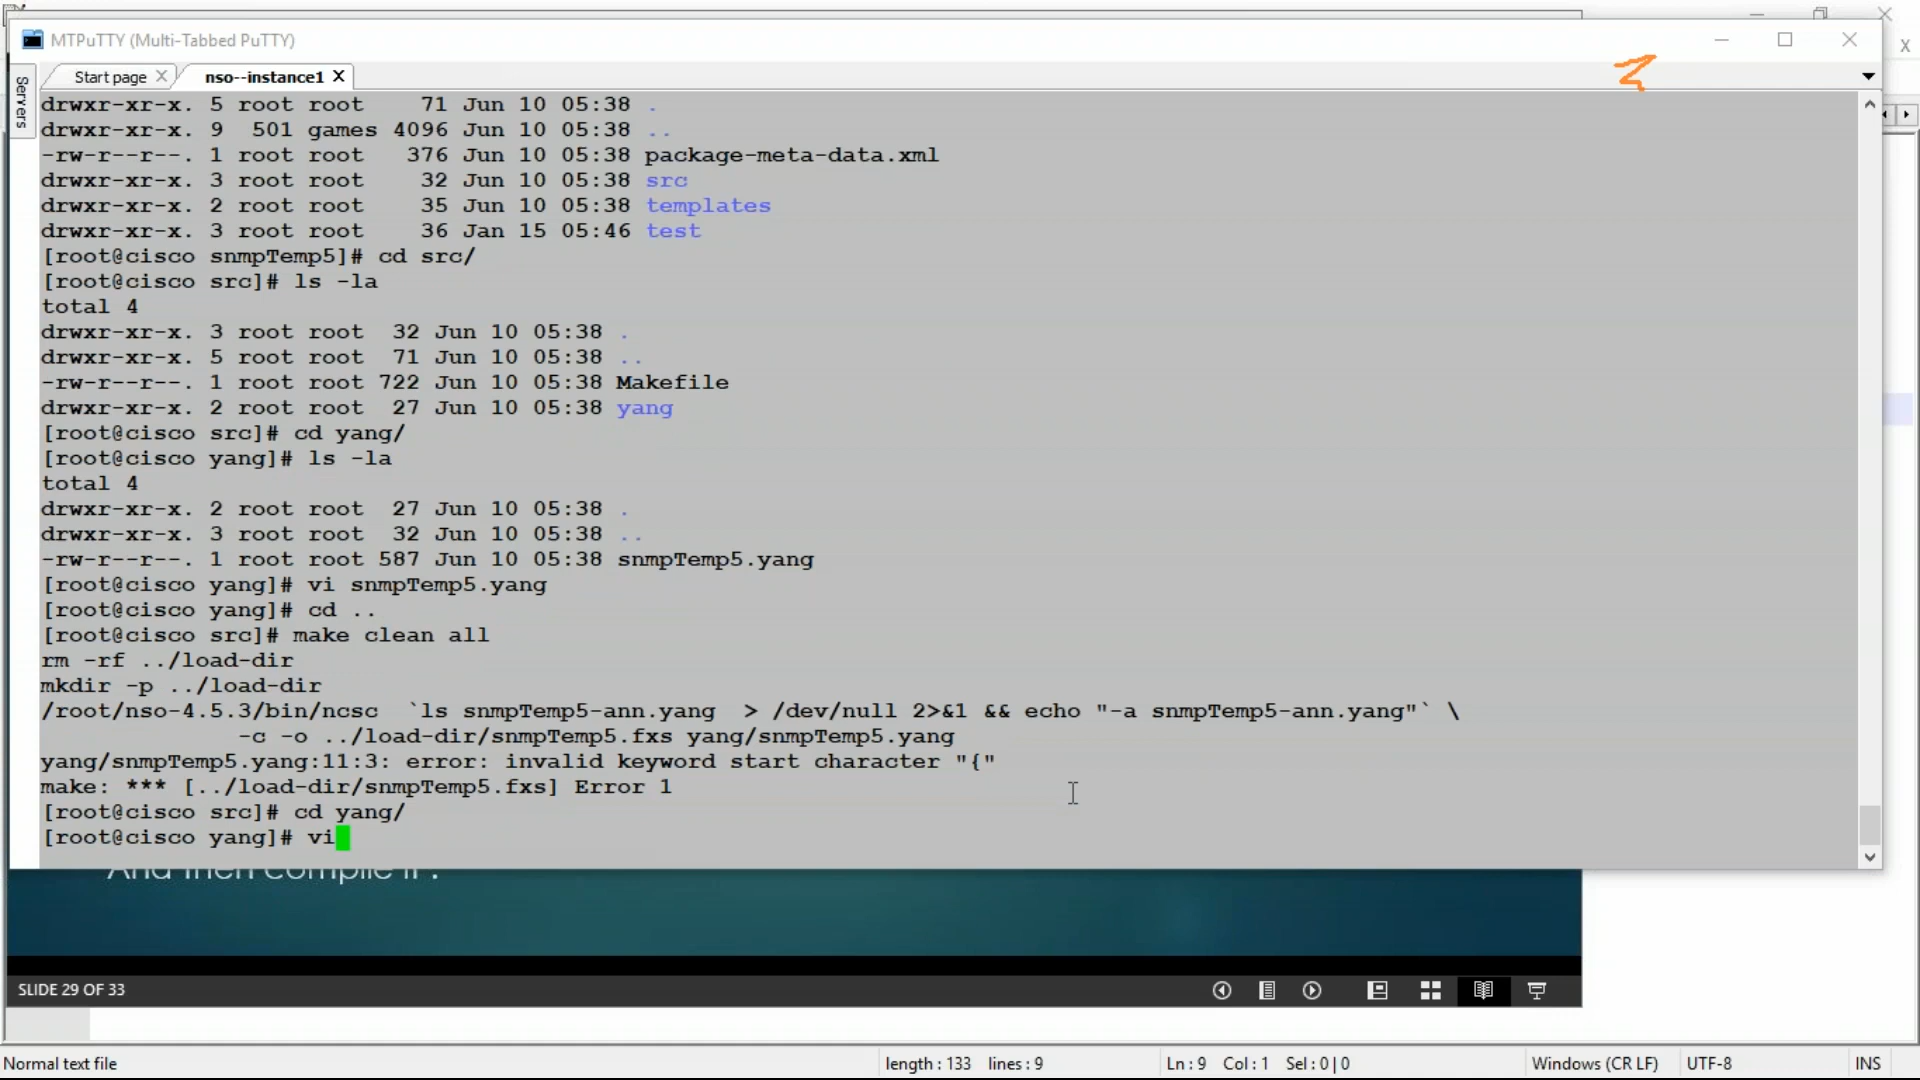 MTPuTTY (Multi-Tabbed PuTTY)
Servers
Start page
nso--instance1
drwxr-xr-x. 5 root root    71 Jun 10 05:38 .
drwxr-xr-x. 9  501 games 4096 Jun 10 05:38 ..
-rw-r--r--. 1 root root   376 Jun 10 05:38 package-meta-data.xml
drwxr-xr-x. 3 root root    32 Jun 10 05:38 src
drwxr-xr-x. 2 root root    35 Jun 10 05:38 templates
drwxr-xr-x. 3 root root    36 Jan 15 05:46 test
[root@cisco snmpTemp5]# cd src/
[root@cisco src]# ls -la
total 4
drwxr-xr-x. 3 root root  32 Jun 10 05:38 .
drwxr-xr-x. 5 root root  71 Jun 10 05:38 ..
-rw-r--r--. 1 root root 722 Jun 10 05:38 Makefile
drwxr-xr-x. 2 root root  27 Jun 10 05:38 yang
[root@cisco src]# cd yang/
[root@cisco yang]# ls -la
total 4
drwxr-xr-x. 2 root root  27 Jun 10 05:38 .
drwxr-xr-x. 3 root root  32 Jun 10 05:38 ..
-rw-r--r--. 1 root root 587 Jun 10 05:38 snmpTemp5.yang
[root@cisco yang]# vi snmpTemp5.yang
[root@cisco yang]# cd ..
[root@cisco src]# make clean all
rm -rf ../load-dir
mkdir -p ../load-dir
/root/nso-4.5.3/bin/ncsc  `ls snmpTemp5-ann.yang  > /dev/null 2>&1 && echo "-a snmpTemp5-ann.yang"` \
              -c -o ../load-dir/snmpTemp5.fxs yang/snmpTemp5.yang
yang/snmpTemp5.yang:11:3: error: invalid keyword start character "{"
make: *** [../load-dir/snmpTemp5.fxs] Error 1
[root@cisco src]# cd yang/
[root@cisco yang]# vi
And then compile it.
SLIDE 29 OF 33
Normal text file
length : 133    lines : 9
Ln : 9    Col : 1    Sel : 0 | 0
Windows (CR LF)
UTF-8
INS